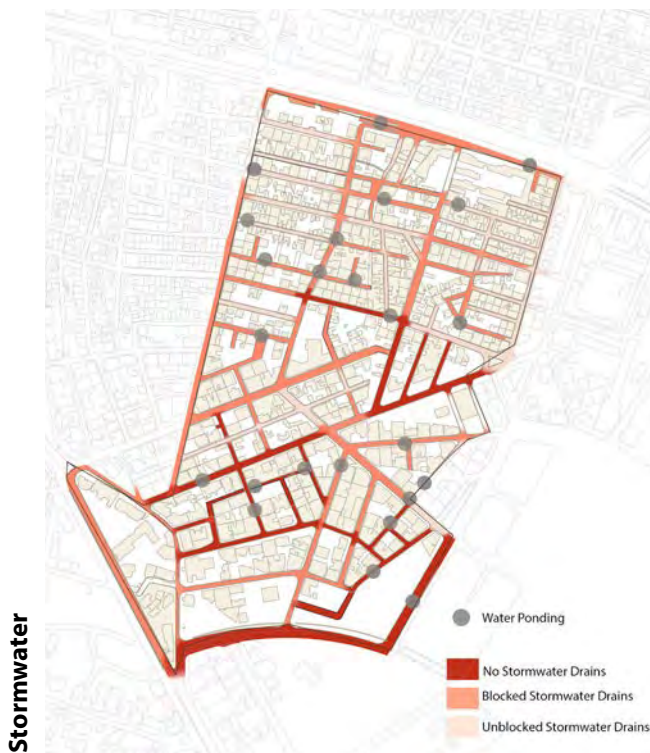 Stormwater
Water Ponding
No Stormwater Drains
Blocked Stormwater Drains
Unblocked Stormwater Drains